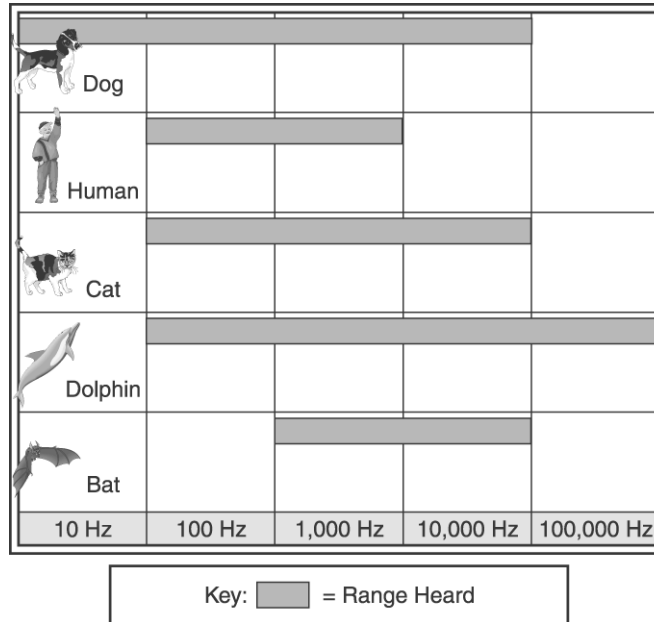 Dog
Human
Cat
Dolphin
Bat
10 Hz 100 Hz 1,000 Hz 10,000 Hz 100,000 Hz
Key: = Range Heard